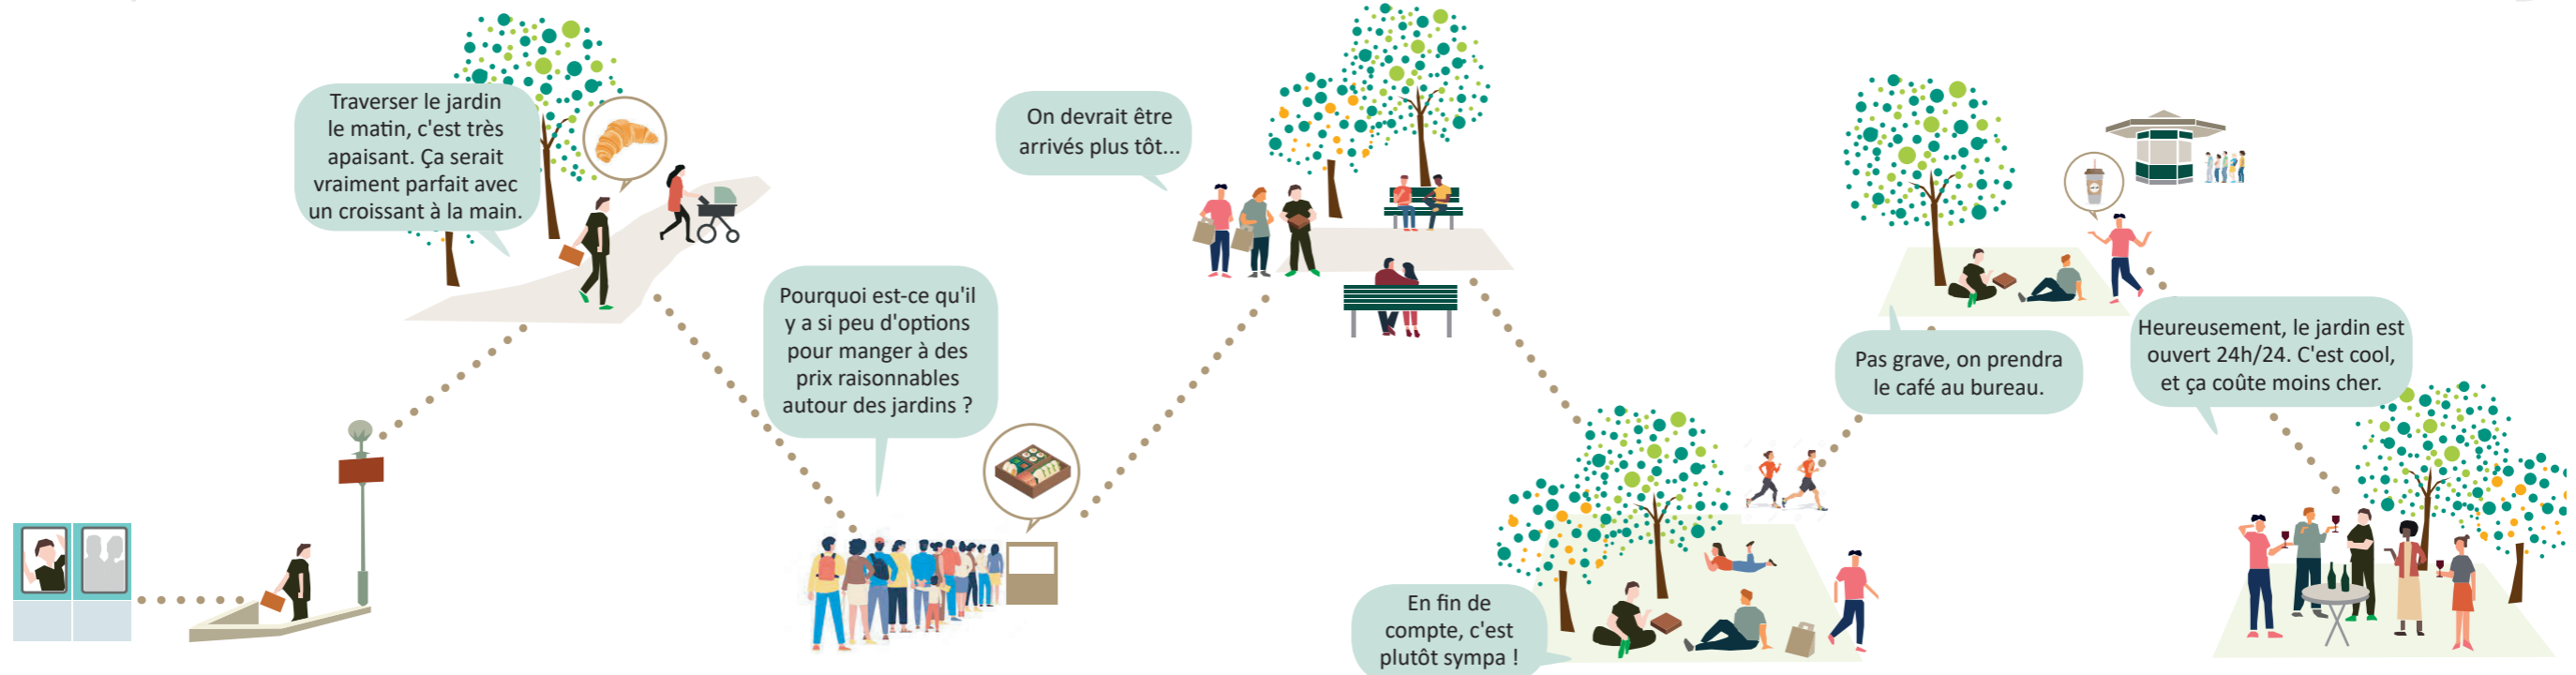 Traverser le jardin
le matin, c'est très
apaisant. Ça serait
vraiment parfait avec
un croissant à la main.
Pourquoi est-ce qu'il
y a si peu d'options
pour manger à des
prix raisonnables
autour des jardins ?
On devrait être
arrivés plus tôt...
En fin de
compte, c'est
plutôt sympa !
Pas grave, on prendra
le café au bureau.
Heureusement, le jardin est
ouvert 24h/24. C'est cool,
et ça coûte moins cher.